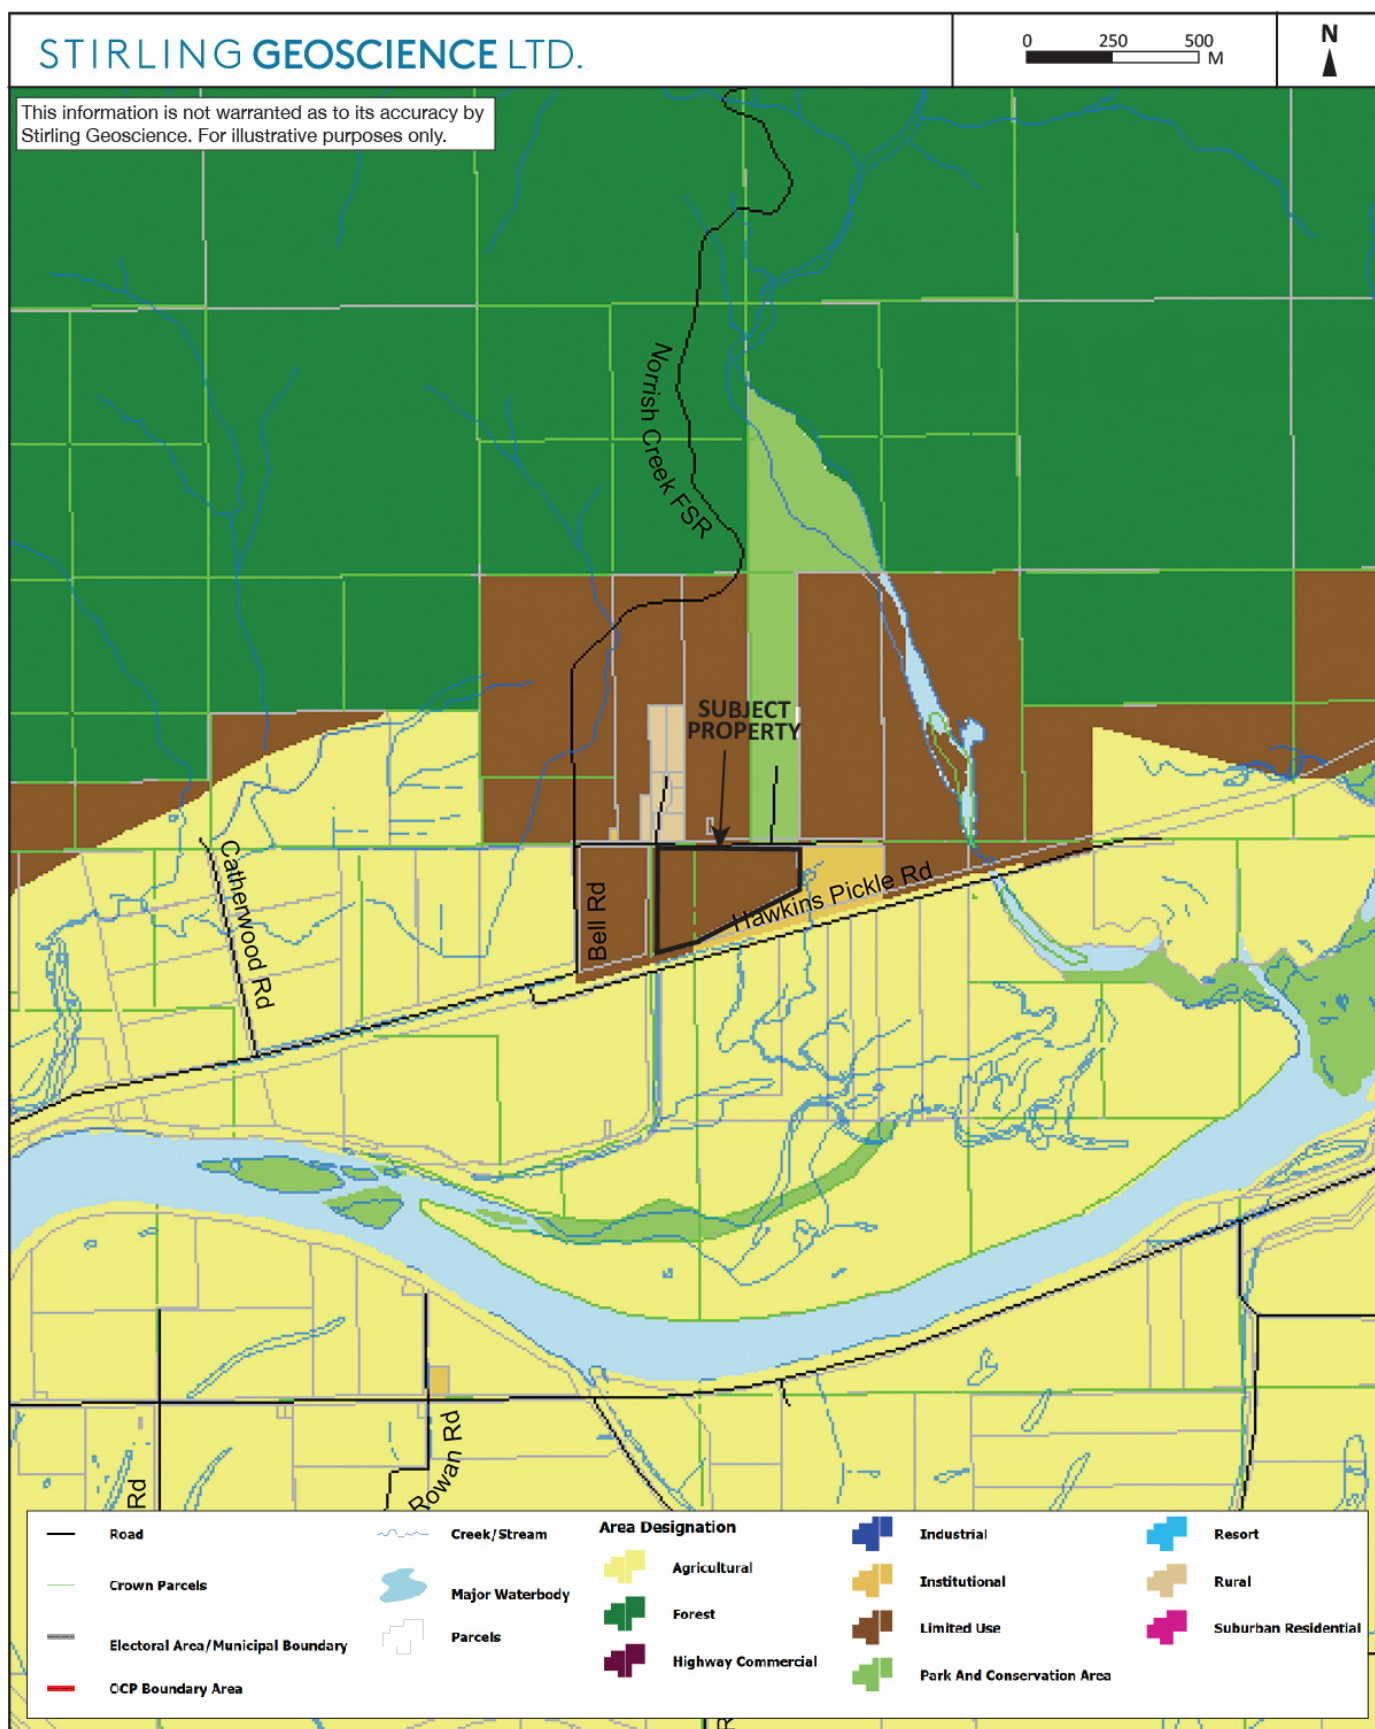 STIRLING GEOSCIENCE LTD.
0 250 500
M
N
This information is not warranted as to its accuracy by
Stirling Geoscience. For illustrative purposes only.
Norrish Creek FSR
SUBJECT
PROPERTY
Catherwood Rd
Bell Rd
Hawkins Pickle Rd
Rowan Rd
Rd
Road
Crown Parcels
Electoral Area/Municipal Boundary
OCP Boundary Area
Creek/Stream
Major Waterbody
Parcels
Area Designation
Agricultural
Forest
Highway Commercial
Industrial
Institutional
Limited Use
Park And Conservation Area
Resort
Rural
Suburban Residential